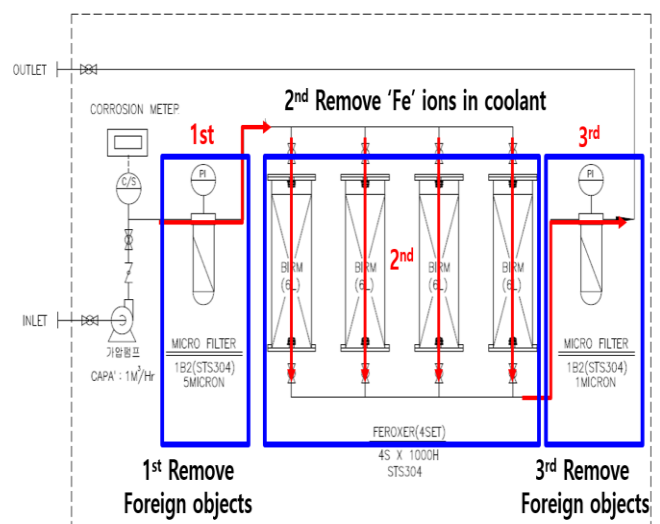 OUTLET
2nd Remove ‘Fe’ ions in coolant
CORROSION METER
1st
3rd
C/S
PI
PI
BIRM
(6L)
BIRM
(6L)
2nd
BIRM
(6L)
BIRM
(6L)
INLET
가압펌프
CAPA' : 1M³/Hr
MICRO FILTER
1B2(STS304)
5MICRON
MICRO FILTER
1B2(STS304)
1MICRON
FEROXER(4SET)
4S X 1000H
STS304
1st Remove
Foreign objects
3rd Remove
Foreign objects